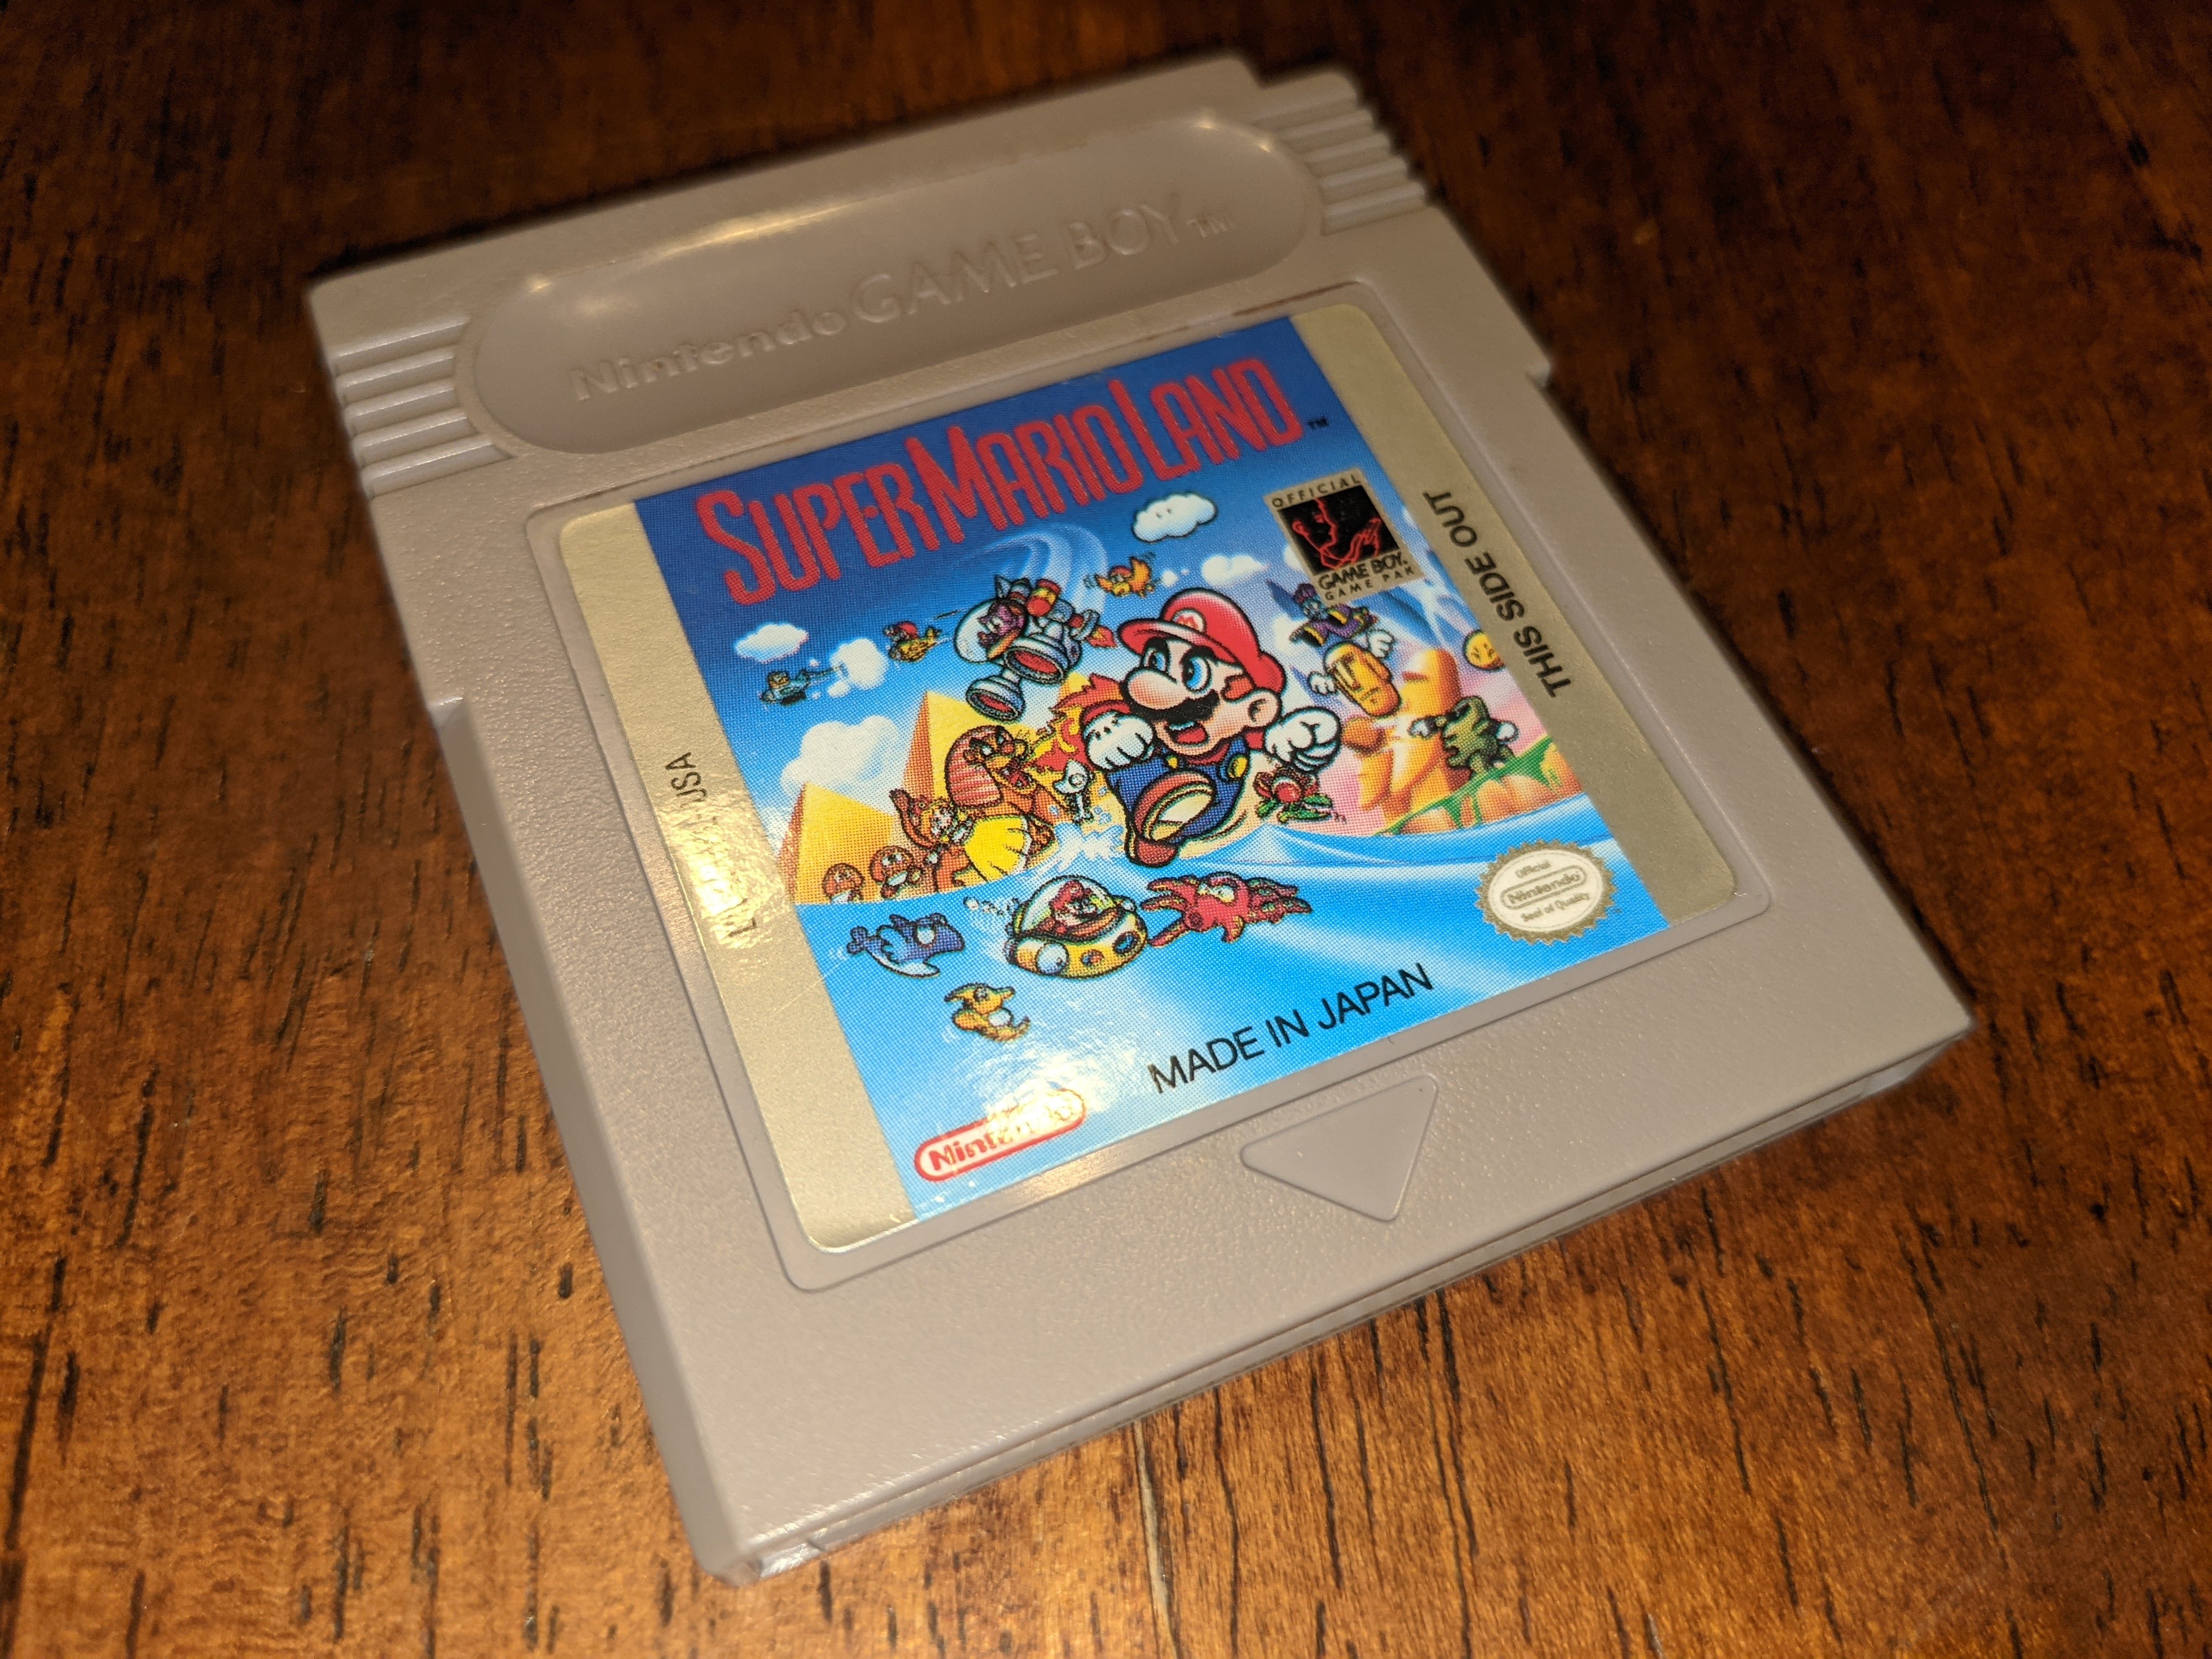 Nintendo GAME BOY™
SUPER MARIO LAND™
OFFICIAL
GAME BOY
GAME PAK
THIS SIDE OUT
Official
Nintendo
Seal of Quality
MADE IN JAPAN
Nintendo